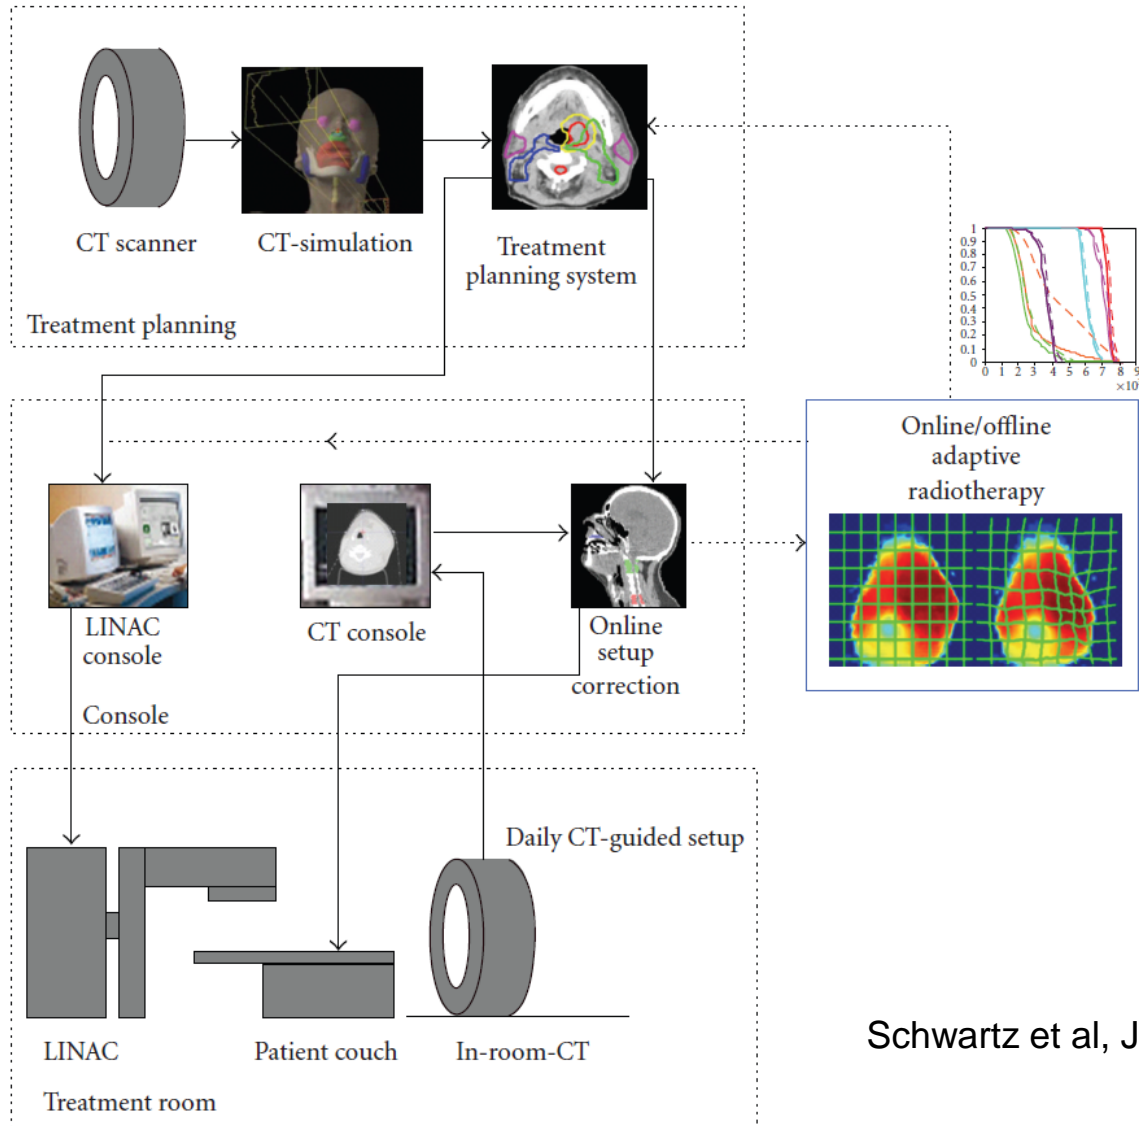 CT scanner
CT-simulation
Treatment
planning system
Treatment planning
1
0.9
0.8
0.7
0.6
0.5
0.4
0.3
0.2
0.1
0
0 1 2 3 4 5 6 7 8 9
Online/offline
adaptive
radiotherapy
LINAC
console
CT console
Online
setup
correction
Console
Daily CT-guided setup
LINAC
Patient couch
In-room-CT
Treatment room
Schwartz et al, J